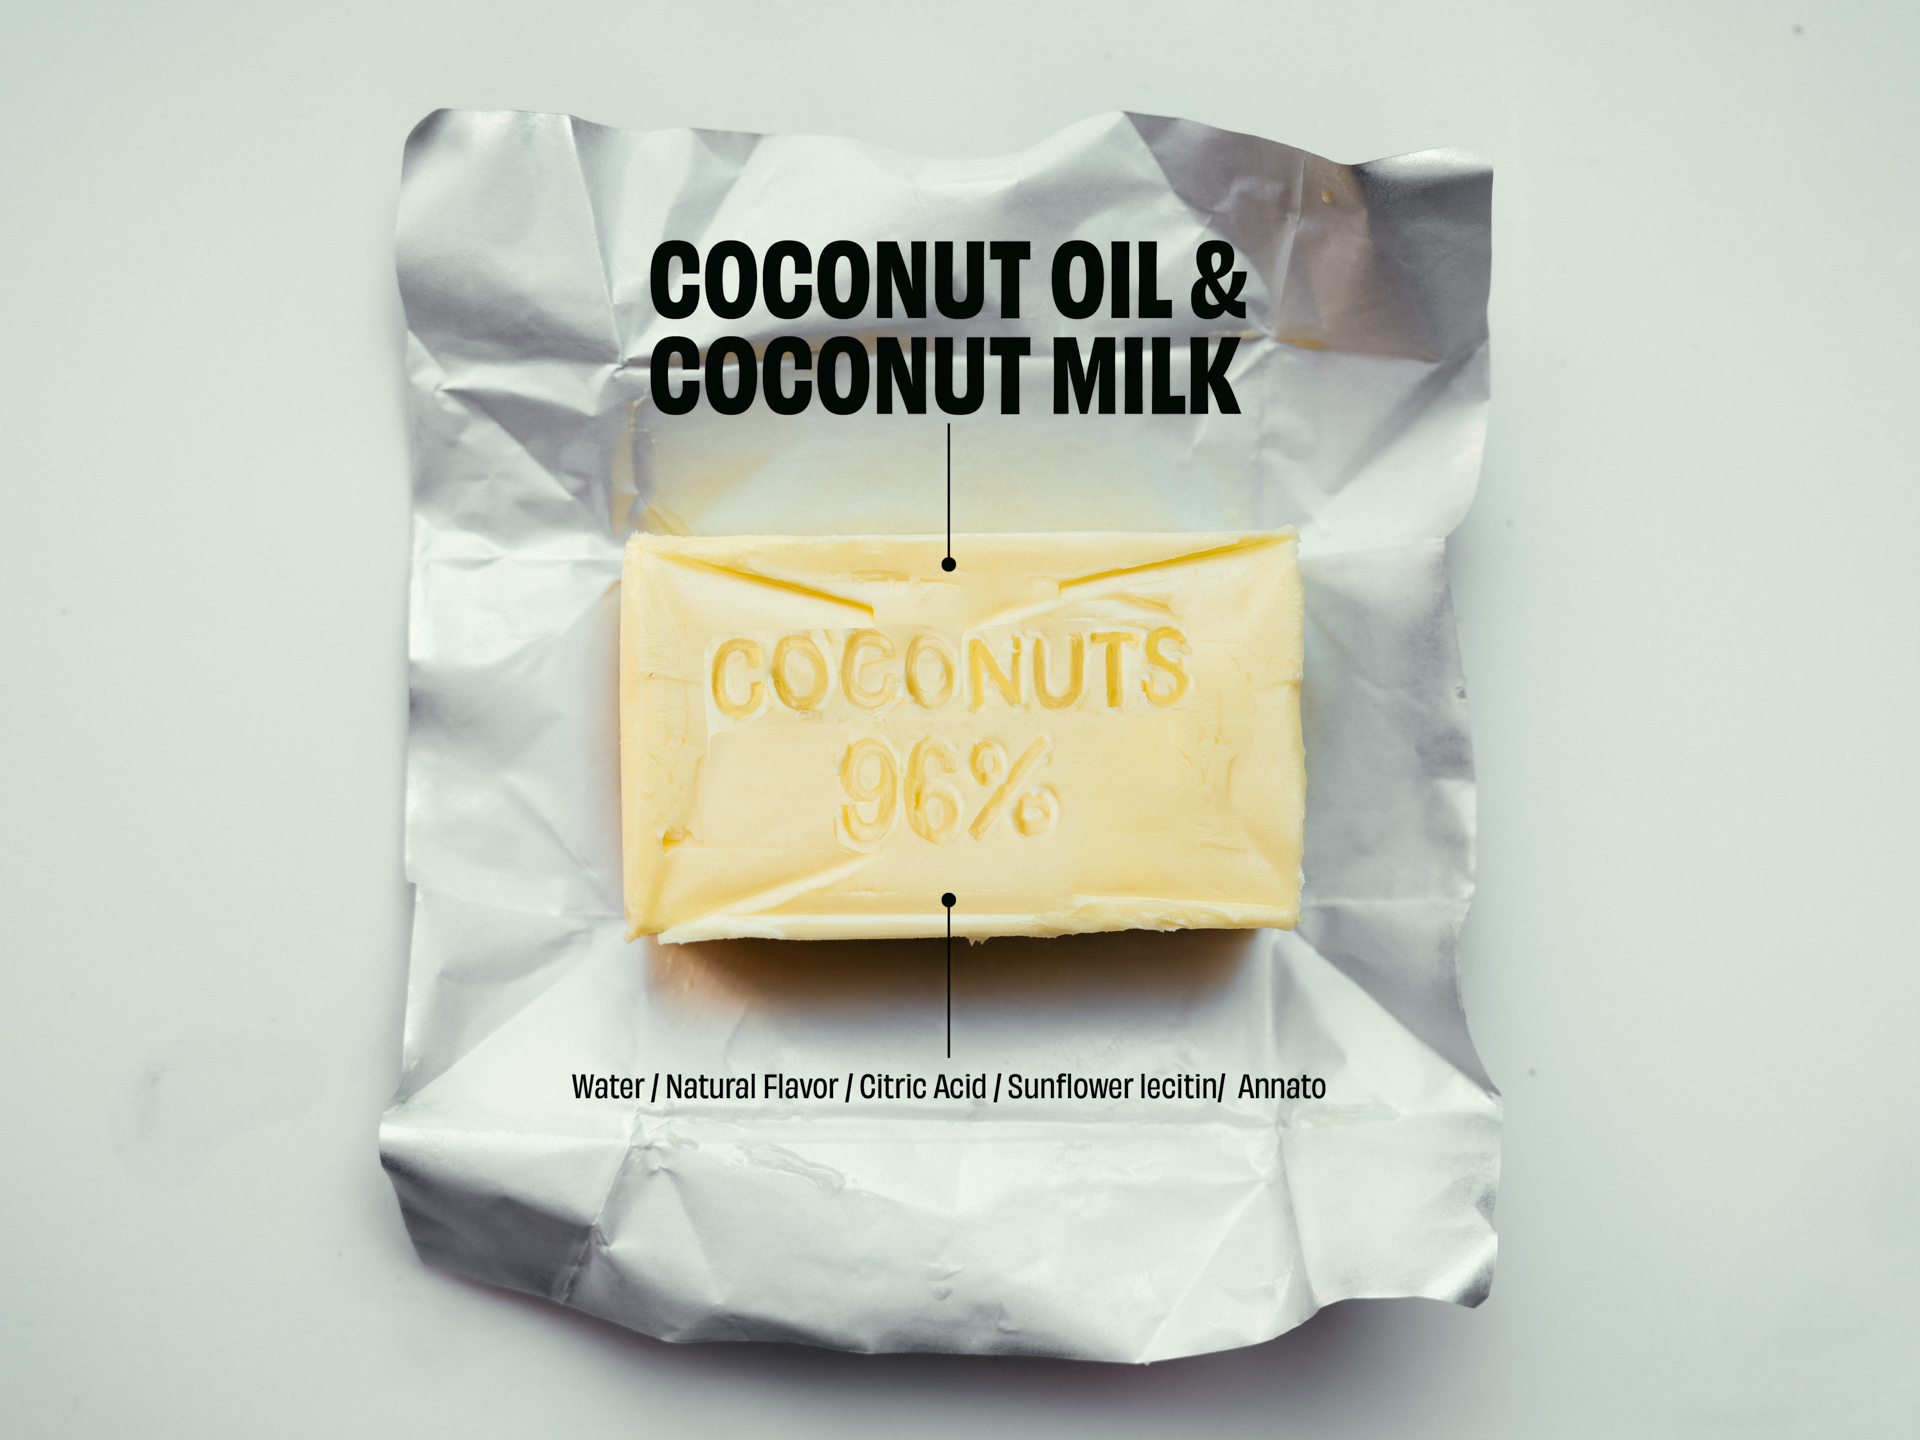 COCONUT OIL &
COCONUT MILK
COCONUTS
96%
Water / Natural Flavor / Citric Acid / Sunflower lecitin/ Annato